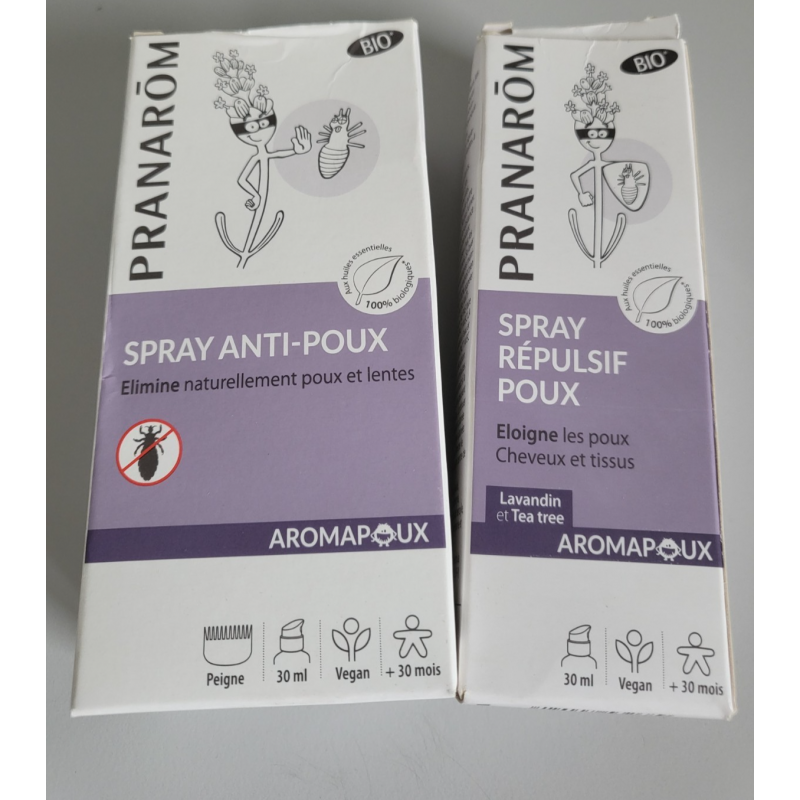 PRANARŌM
BIO*
Aux huiles essentielles
100% biologiques*
SPRAY ANTI-POUX
Elimine naturellement poux et lentes
AROMAPOUX
Peigne
30 ml
Vegan
+ 30 mois
PRANARŌM
BIO*
Aux huiles essentielles
100% biologiques*
SPRAY
RÉPULSIF
POUX
Eloigne les poux
Cheveux et tissus
Lavandin
et Tea tree
AROMAPOUX
30 ml
Vegan
+ 30 mois